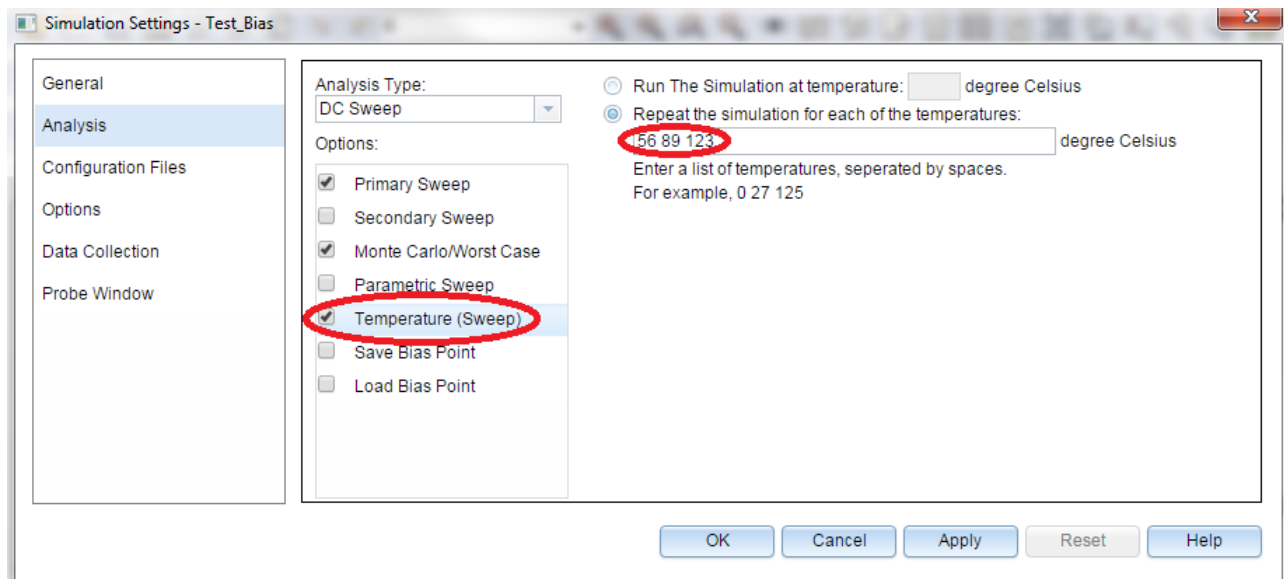 Simulation Settings - Test_Bias
X
General
Analysis
Configuration Files
Options
Data Collection
Probe Window
Analysis Type:
DC Sweep
Options:
Primary Sweep
Secondary Sweep
Monte Carlo/Worst Case
Parametric Sweep
Temperature (Sweep)
Save Bias Point
Load Bias Point
Run The Simulation at temperature: degree Celsius
Repeat the simulation for each of the temperatures:
56 89 123 degree Celsius
Enter a list of temperatures, seperated by spaces.
For example, 0 27 125
OK Cancel Apply Reset Help